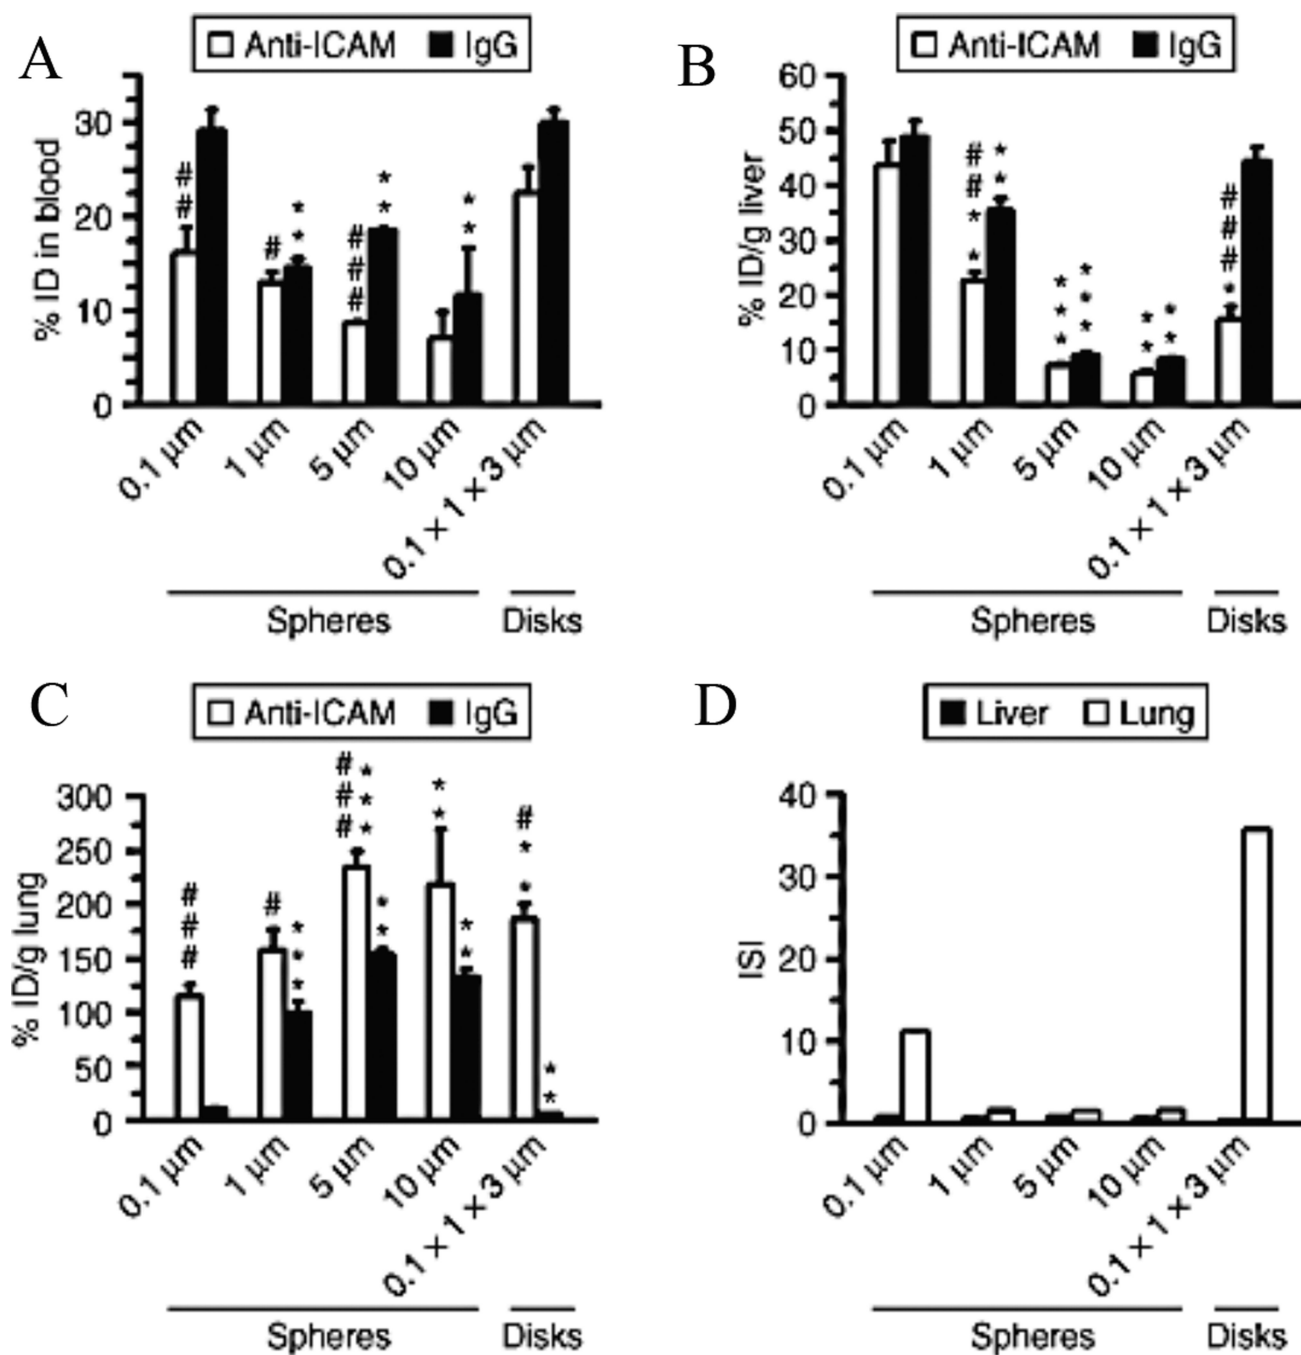 A
Anti-ICAM IgG
% ID in blood
30
20
10
0
##
#
**
###
**
**
0.1 μm
1 μm
5 μm
10 μm
0.1 × 1 × 3 μm
Spheres
Disks
B
Anti-ICAM IgG
% ID/g liver
60
50
40
30
20
10
0
##**
**
***
***
**
**
###*
0.1 μm
1 μm
5 μm
10 μm
0.1 × 1 × 3 μm
Spheres
Disks
C
Anti-ICAM IgG
% ID/g lung
300
250
200
150
100
50
0
###
#
***
###
***
**
**
**
#**
**
0.1 μm
1 μm
5 μm
10 μm
0.1 × 1 × 3 μm
Spheres
Disks
D
Liver Lung
ISI
40
30
20
10
0
0.1 μm
1 μm
5 μm
10 μm
0.1 × 1 × 3 μm
Spheres
Disks